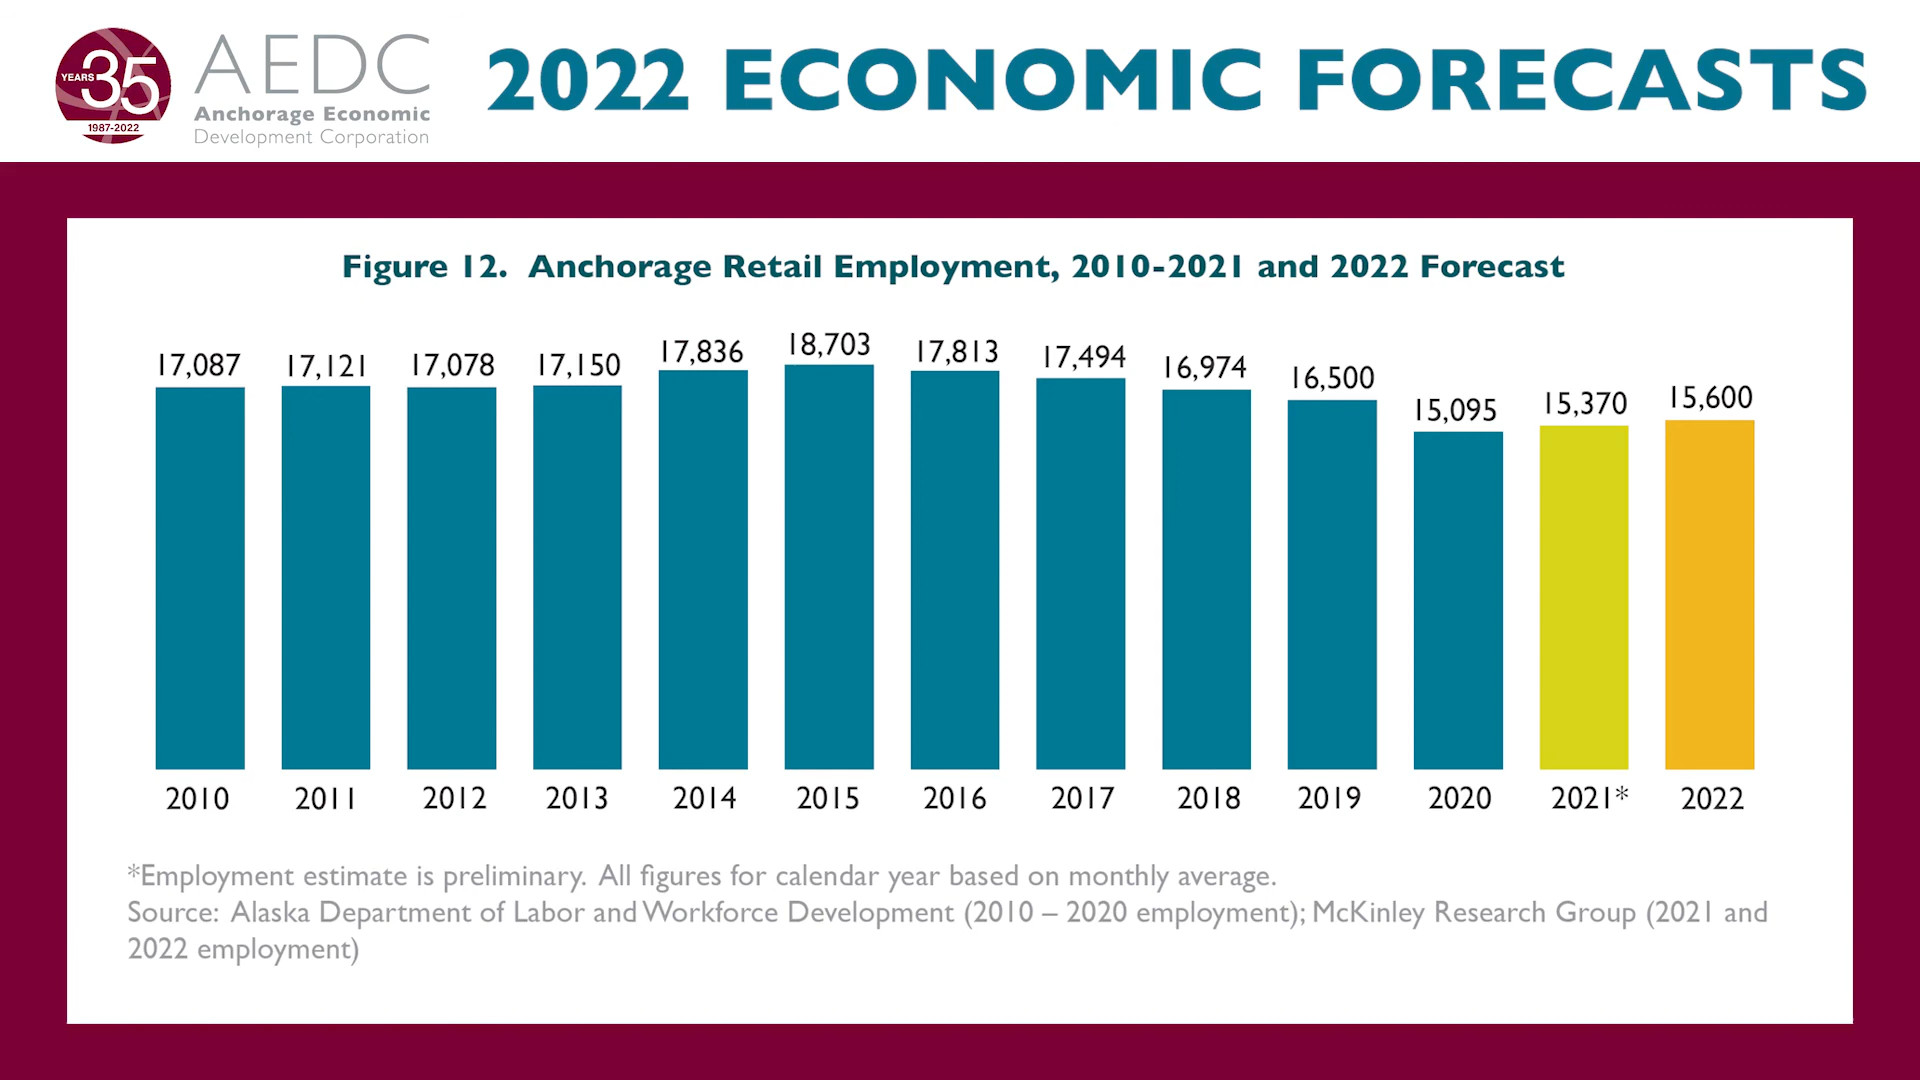 YEARS 35
1987-2022
AEDC
Anchorage Economic
Development Corporation
2022 ECONOMIC FORECASTS
Figure 12. Anchorage Retail Employment, 2010-2021 and 2022 Forecast
17,087 17,121 17,078 17,150 17,836 18,703 17,813 17,494 16,974 16,500 15,095 15,370 15,600
2010 2011 2012 2013 2014 2015 2016 2017 2018 2019 2020 2021* 2022
*Employment estimate is preliminary. All figures for calendar year based on monthly average.
Source: Alaska Department of Labor and Workforce Development (2010 – 2020 employment); McKinley Research Group (2021 and
2022 employment)